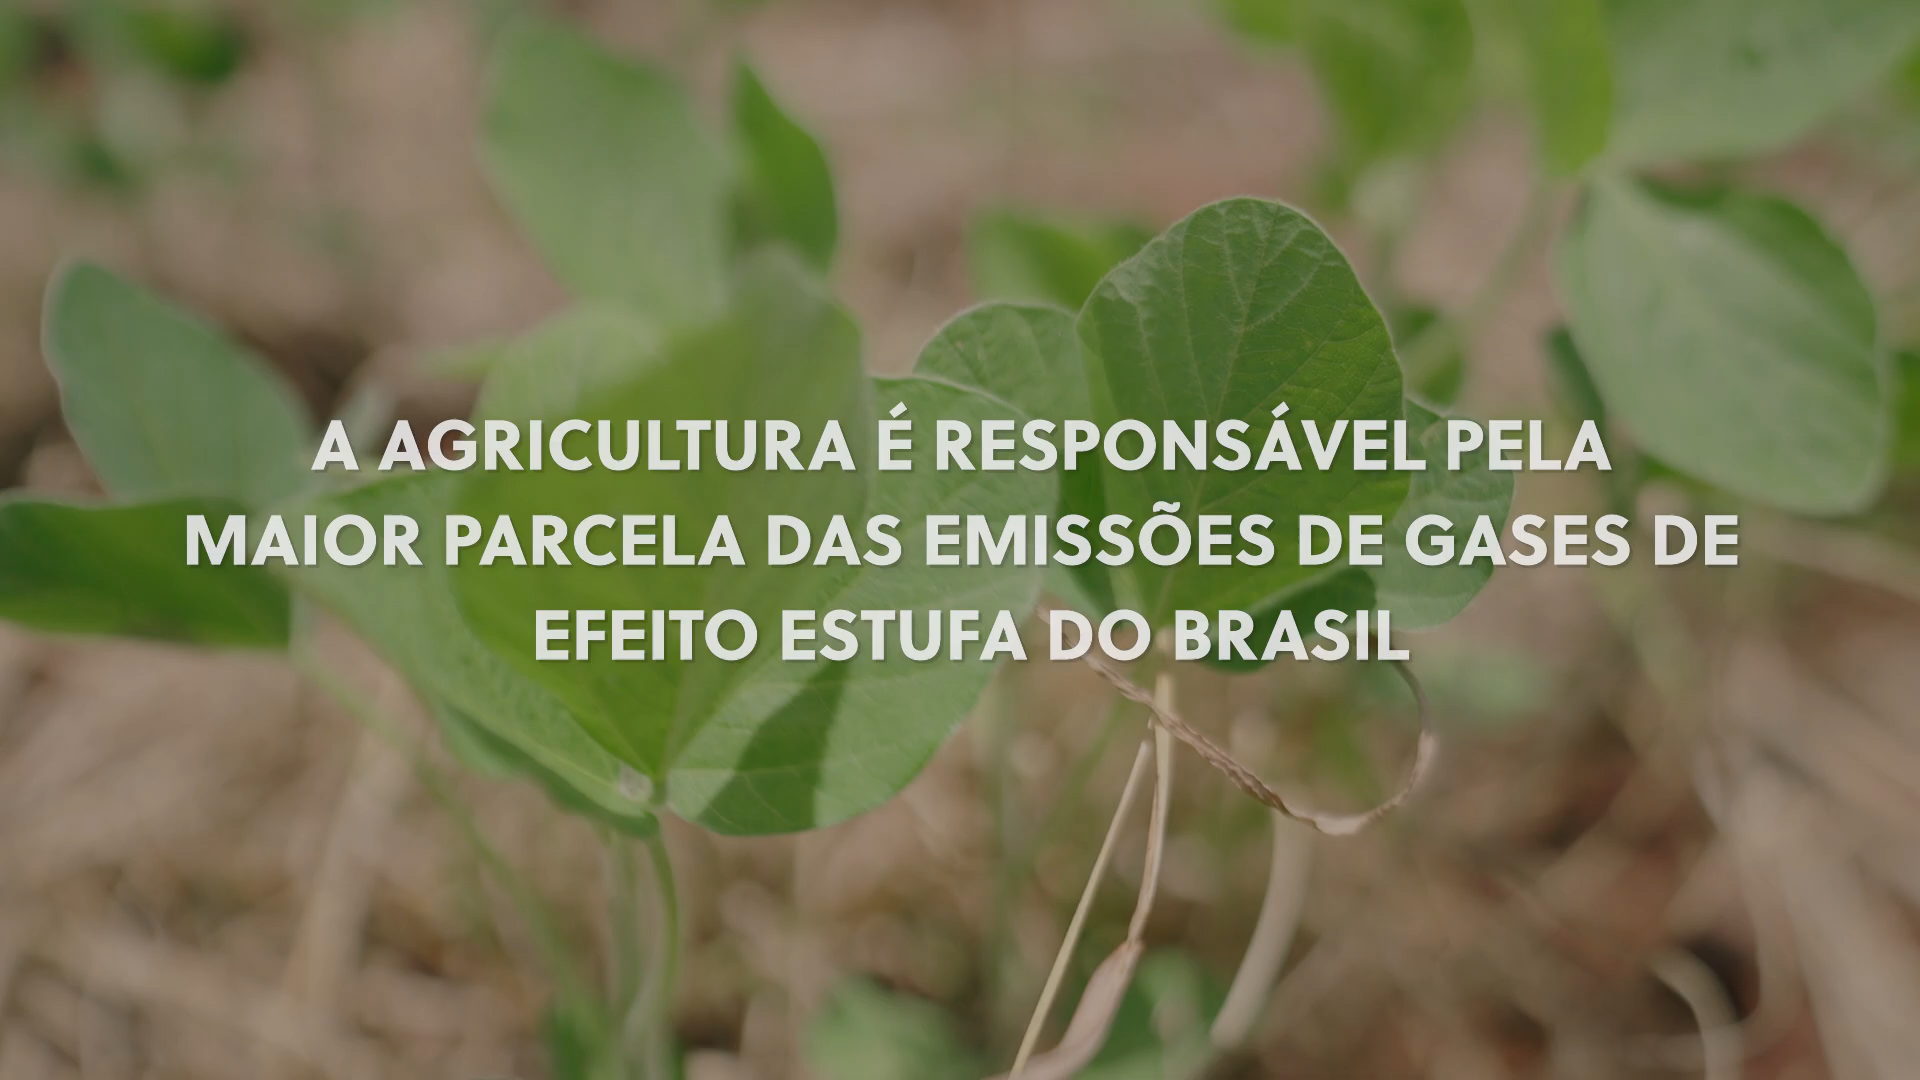 A AGRICULTURA É RESPONSÁVEL PELA
MAIOR PARCELA DAS EMISSÕES DE GASES DE
EFEITO ESTUFA DO BRASIL